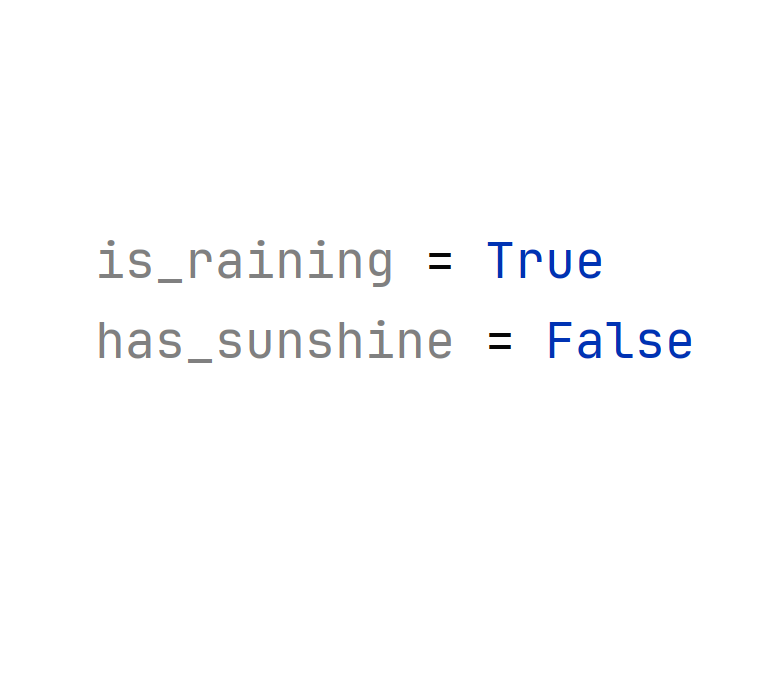 is_raining = True
has_sunshine = False